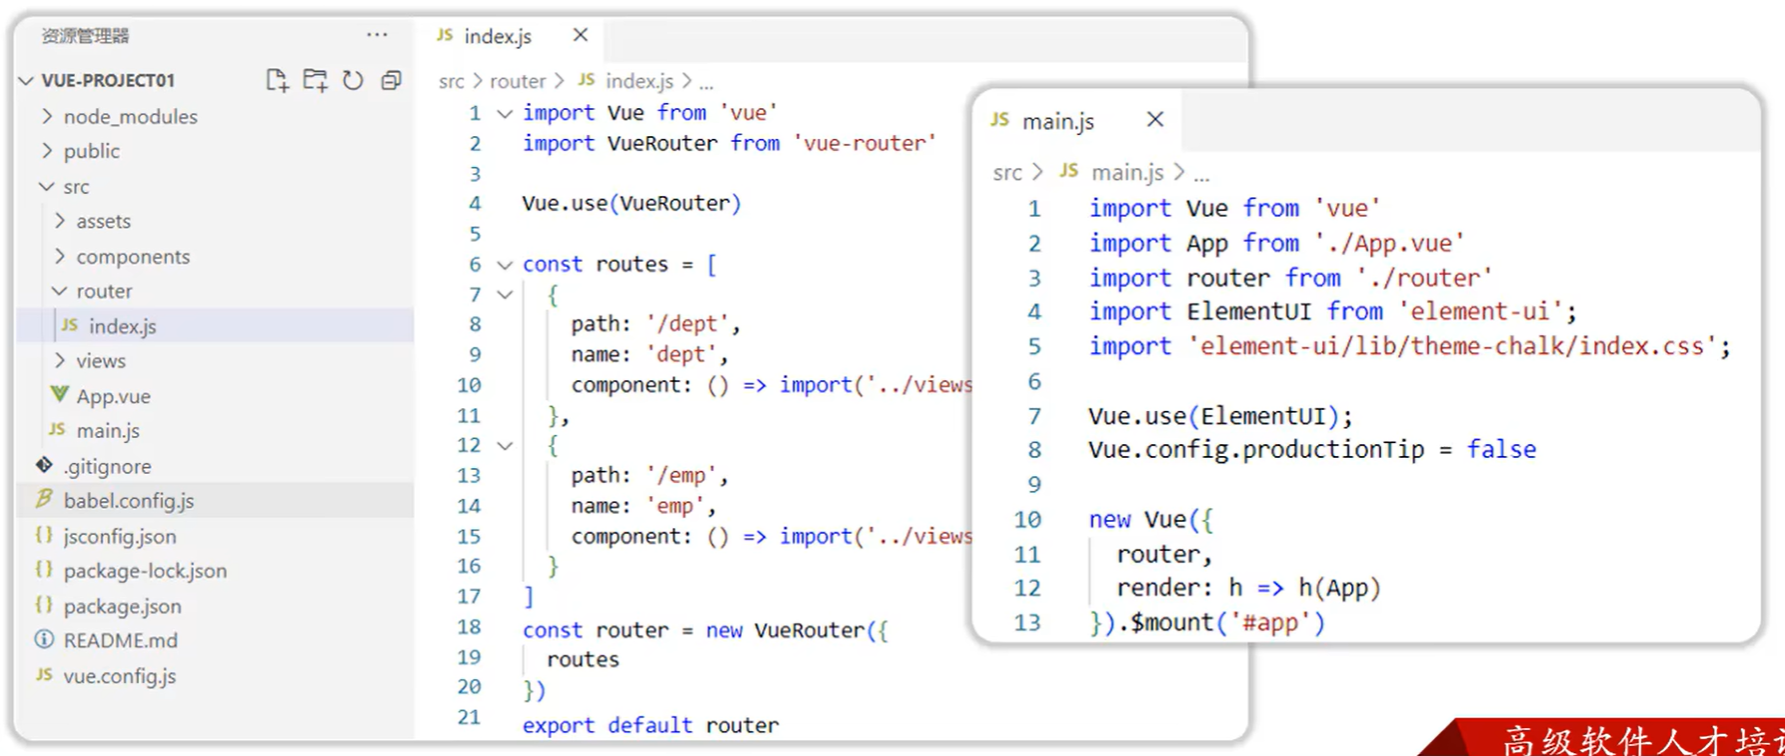 资源管理器 ...
VUE-PROJECT01
node_modules
public
src
assets
components
router
JS index.js
views
App.vue
JS main.js
.gitignore
babel.config.js
{} jsconfig.json
{} package-lock.json
{} package.json
README.md
JS vue.config.js
JS index.js ×
src > router > JS index.js > ...
1 import Vue from 'vue'
2 import VueRouter from 'vue-router'
3
4 Vue.use(VueRouter)
5
6 const routes = [
7 {
8 path: '/dept',
9 name: 'dept',
10 component: () => import('../views
11 },
12 {
13 path: '/emp',
14 name: 'emp',
15 component: () => import('../views
16 }
17 ]
18 const router = new VueRouter({
19 routes
20 })
21 export default router
JS main.js ×
src > JS main.js > ...
1 import Vue from 'vue'
2 import App from './App.vue'
3 import router from './router'
4 import ElementUI from 'element-ui';
5 import 'element-ui/lib/theme-chalk/index.css';
6
7 Vue.use(ElementUI);
8 Vue.config.productionTip = false
9
10 new Vue({
11 router,
12 render: h => h(App)
13 }).$mount('#app')
高级软件人才培